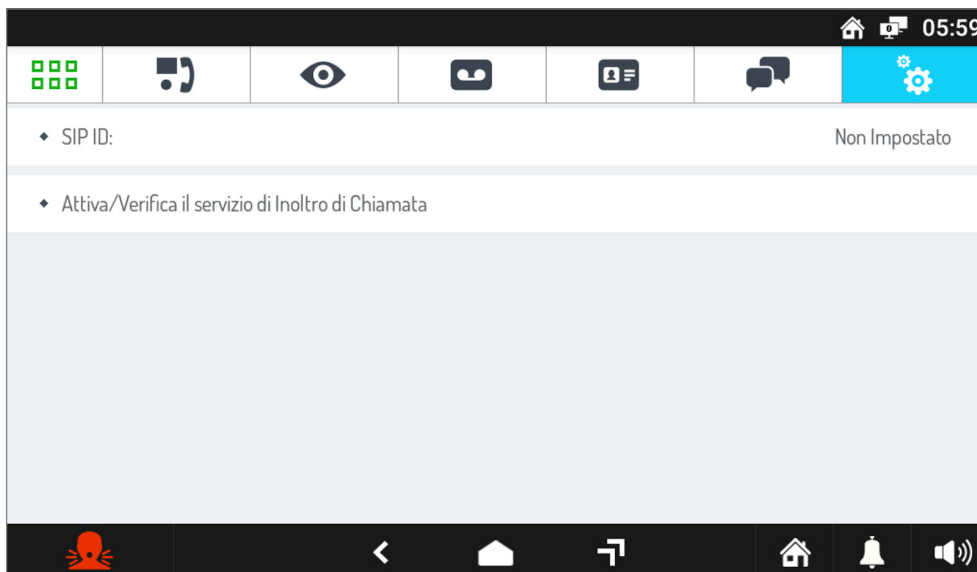 05:59
SIP ID:
Non Impostato
Attiva/Verifica il servizio di Inoltro di Chiamata